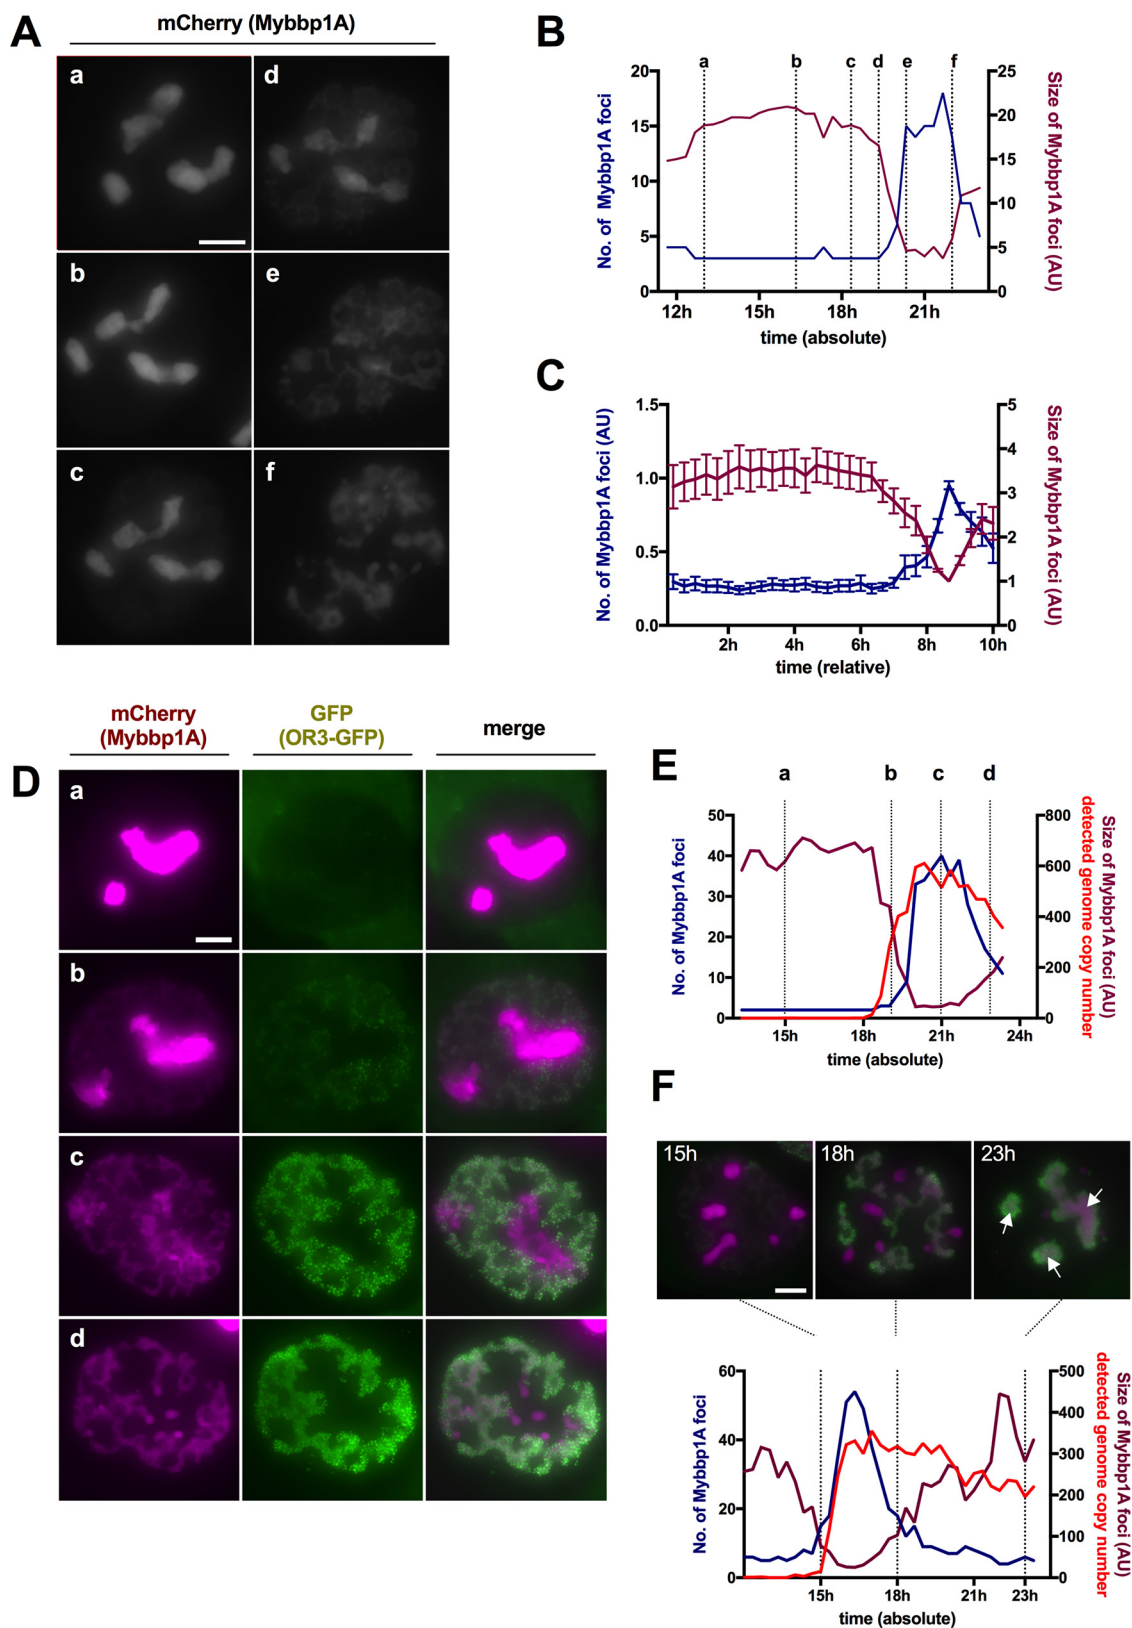 A
mCherry (Mybbp1A)
a
d
b
e
c
f
B
a b c d e f
20
15
10
5
0
25
20
15
10
5
0
No. of Mybbp1A foci
Size of Mybbp1A foci (AU)
12h 15h 18h 21h
time (absolute)
C
1.5
1.0
0.5
0.0
5
4
3
2
1
0
No. of Mybbp1A foci (AU)
Size of Mybbp1A foci (AU)
2h 4h 6h 8h 10h
time (relative)
D
mCherry
(Mybbp1A)
GFP
(OR3-GFP)
merge
a
b
c
d
E
a b c d
50
40
30
20
10
0
800
600
400
200
0
No. of Mybbp1A foci
detected genome copy number
Size of Mybbp1A foci (AU)
15h 18h 21h 24h
time (absolute)
F
15h
18h
23h
60
40
20
0
500
400
300
200
100
0
No. of Mybbp1A foci
detected genome copy number
Size of Mybbp1A foci (AU)
15h 18h 21h 23h
time (absolute)